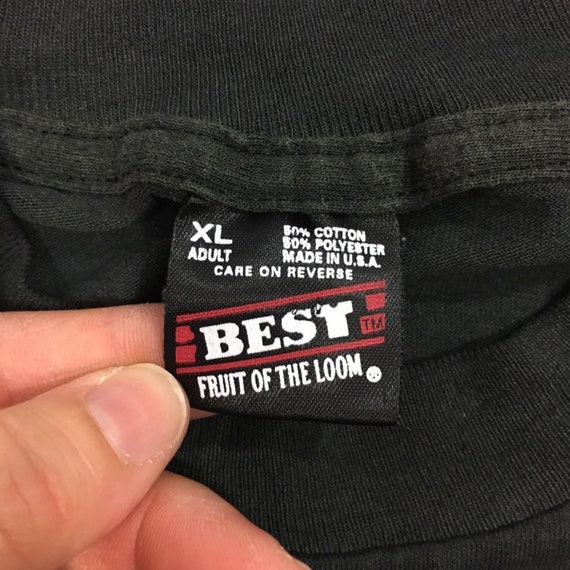 XL
ADULT
50% COTTON
50% POLYESTER
MADE IN U.S.A.
CARE ON REVERSE
BEST TM
FRUIT OF THE LOOM ®